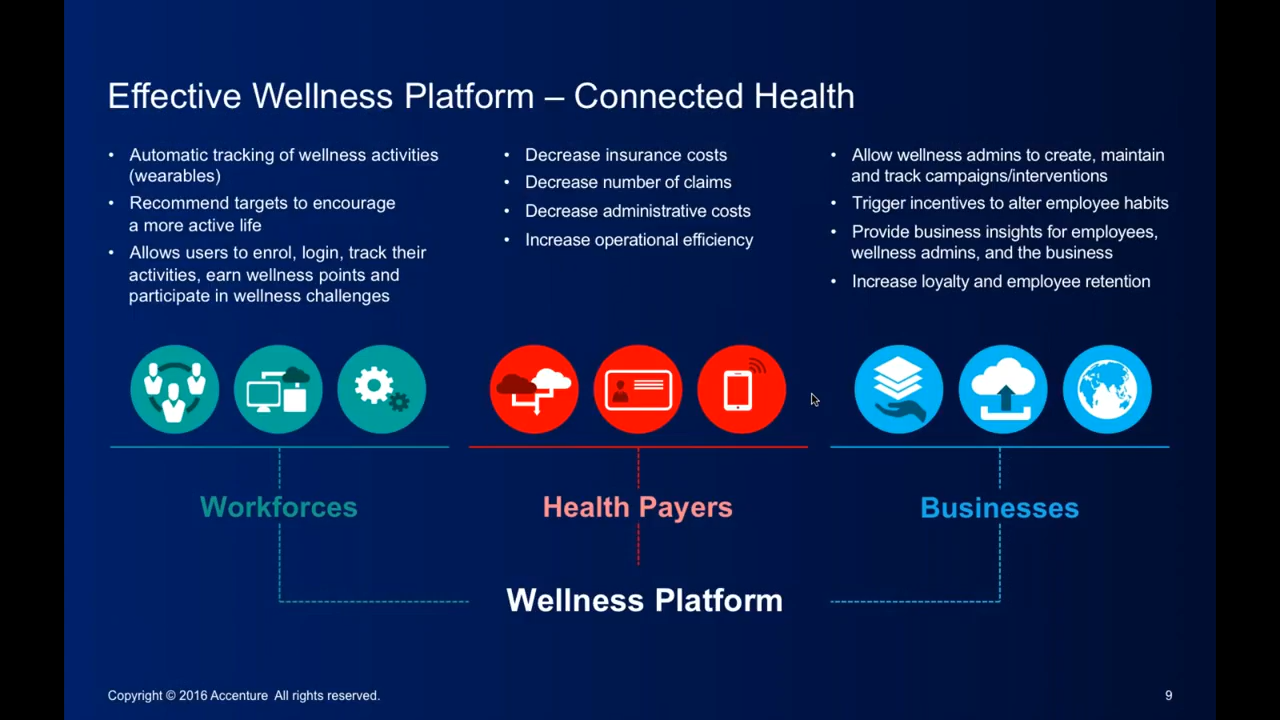 Effective Wellness Platform – Connected Health
• Automatic tracking of wellness activities
(wearables)
• Recommend targets to encourage
a more active life
• Allows users to enrol, login, track their
activities, earn wellness points and
participate in wellness challenges
• Decrease insurance costs
• Decrease number of claims
• Decrease administrative costs
• Increase operational efficiency
• Allow wellness admins to create, maintain
and track campaigns/interventions
• Trigger incentives to alter employee habits
• Provide business insights for employees,
wellness admins, and the business
• Increase loyalty and employee retention
Workforces
Health Payers
Businesses
Wellness Platform
Copyright © 2016 Accenture All rights reserved.
9